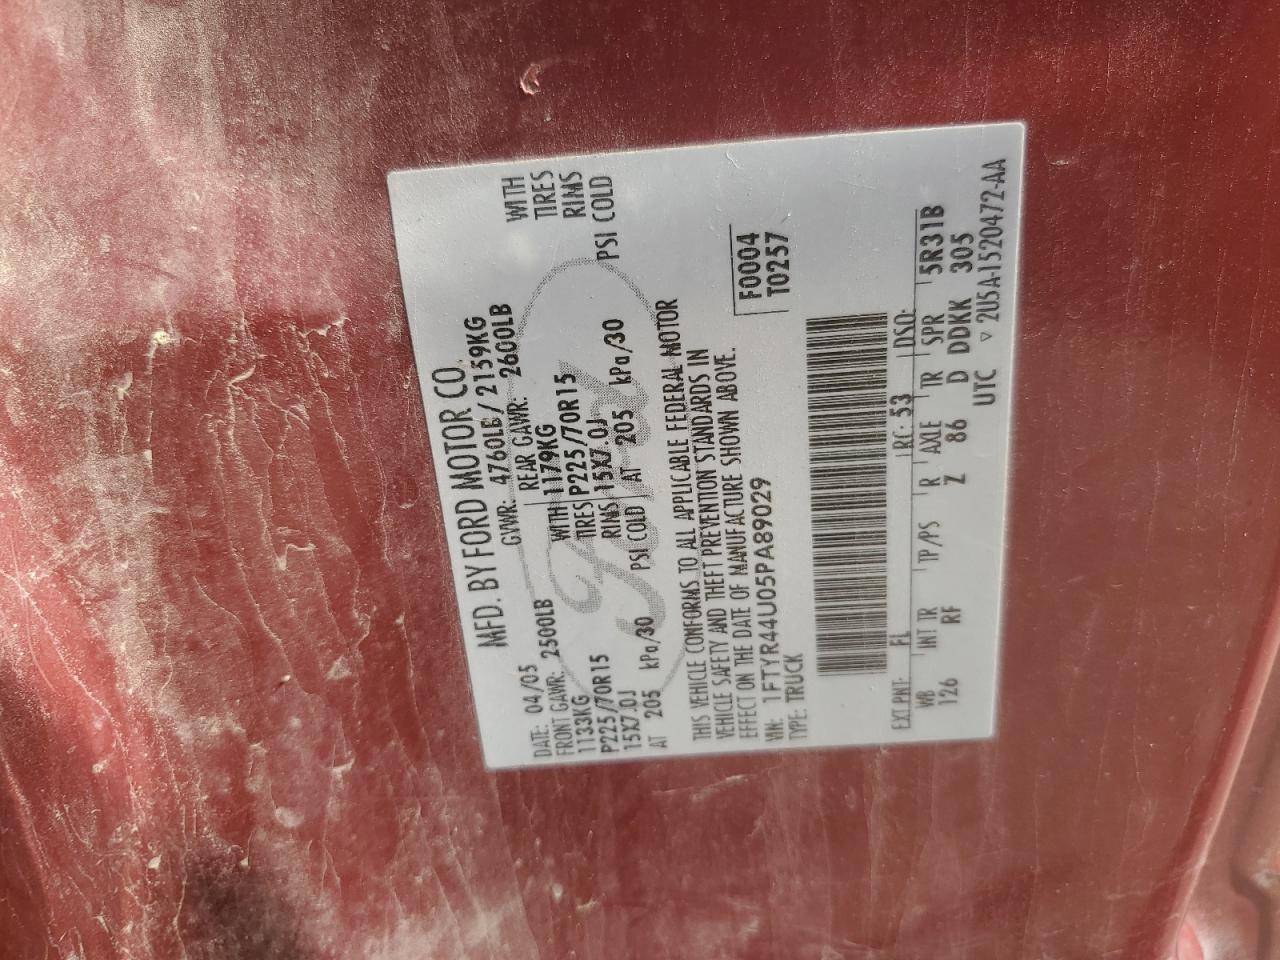 MFD. BY FORD MOTOR CO.
DATE: 04/05 GVWR: 4760LB/2159KG
FRONT GAWR: 2500LB REAR GAWR: 2600LB
1133KG WITH 1179KG WITH
P225/70R15 TIRES P225/70R15 TIRES
15X7.0J RIMS 15X7.0J RIMS
AT 205 kPa/30 PSI COLD AT 205 kPa/30 PSI COLD
THIS VEHICLE CONFORMS TO ALL APPLICABLE FEDERAL MOTOR
VEHICLE SAFETY AND THEFT PREVENTION STANDARDS IN
EFFECT ON THE DATE OF MANUFACTURE SHOWN ABOVE.
VIN: 1FTYR44U05PA89029 F0004
TYPE: TRUCK T0257
EXT PNT: FL RC: 53 DSO:
WB INT TR TP/PS R AXLE TR SPR 5R31B
126 RF Z 86 D DDKK 305
UTC ▽ 2U5A-1520472-AA
Ford